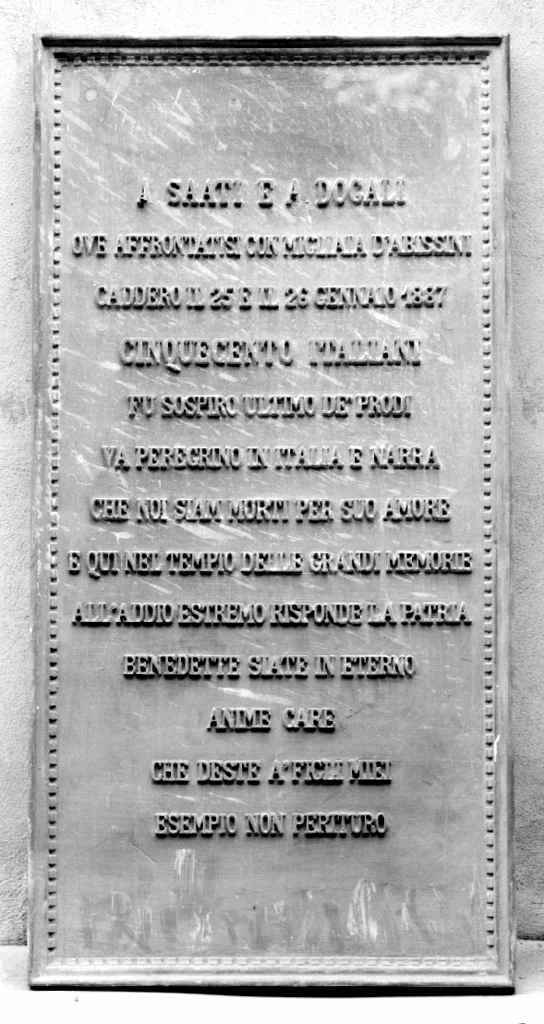 A SAATI E A DOGALI
OVE AFFRONTATISI CON MIGLIAIA D'ABISSINI
CADDERO IL 25 E IL 26 GENNAIO 1887
CINQUECENTO ITALIANI
FU SOSPIRO ULTIMO DE' PRODI
VA PEREGRINO IN ITALIA E NARRA
CHE NOI SIAM MORTI PER SUO AMORE
E QUI NEL TEMPIO DELLE GRANDI MEMORIE
ALL'ADDIO ESTREMO RISPONDE LA PATRIA
BENEDETTE SIATE IN ETERNO
ANIME CARE
CHE DESTE A' FIGLI MIEI
ESEMPIO NON PERITURO